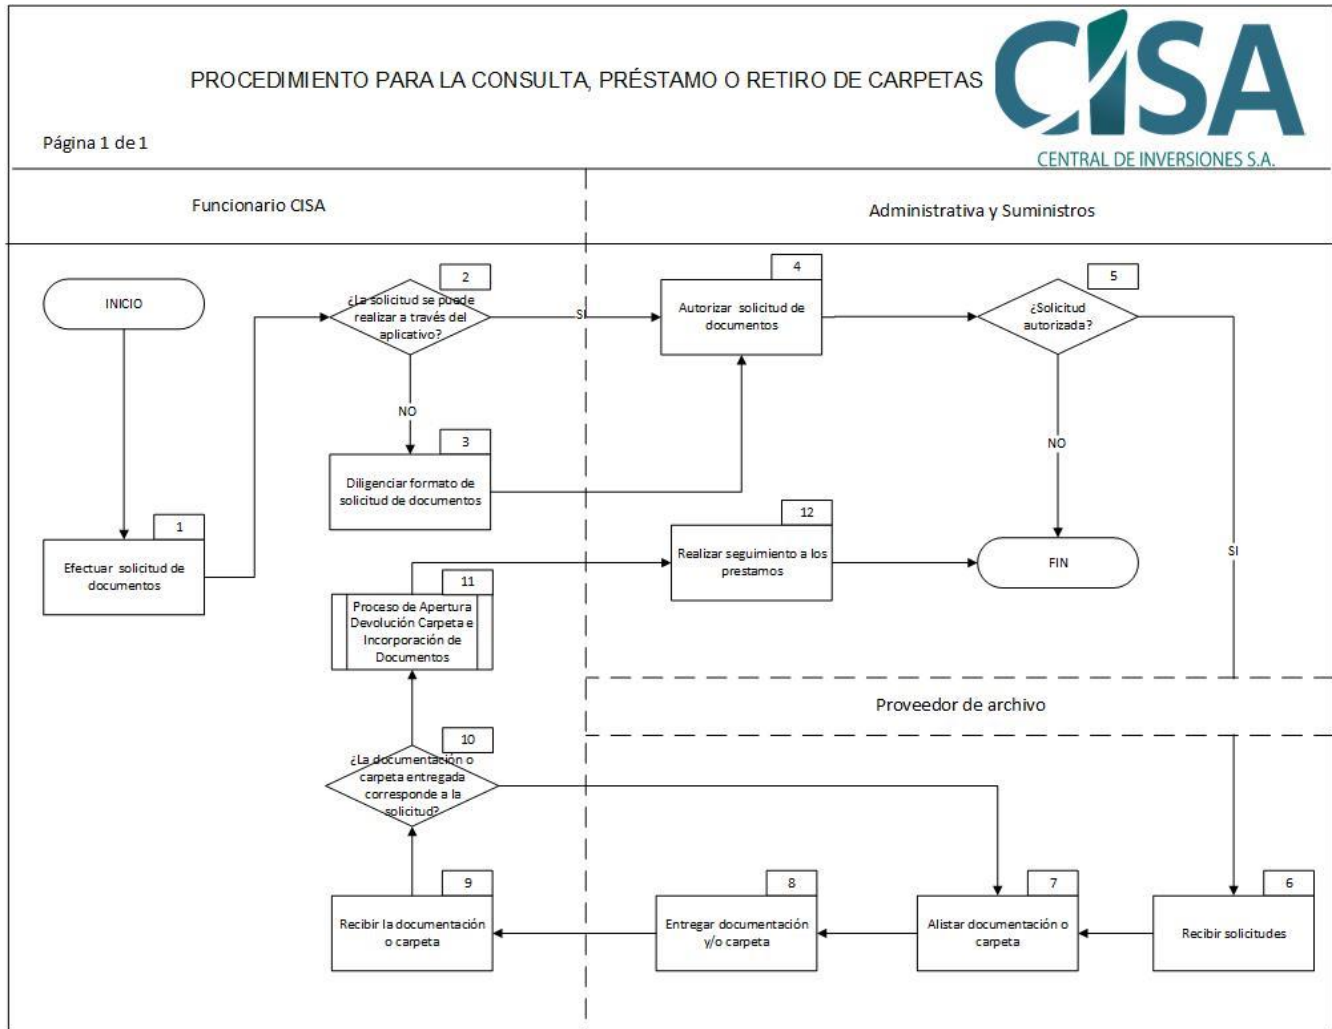 PROCEDIMIENTO PARA LA CONSULTA, PRÉSTAMO O RETIRO DE CARPETAS
CISA
CENTRAL DE INVERSIONES S.A.
Página 1 de 1
Funcionario CISA
Administrativa y Suministros
INICIO
2
¿La solicitud se puede
realizar a través del
aplicativo?
SI
NO
4
Autorizar solicitud de
documentos
5
¿Solicitud
autorizada?
NO
SI
3
Diligenciar formato de
solicitud de documentos
1
Efectuar solicitud de
documentos
12
Realizar seguimiento a los
prestamos
FIN
11
Proceso de Apertura
Devolución Carpeta e
Incorporación de
Documentos
Proveedor de archivo
10
¿La documentación o
carpeta entregada
corresponde a la
solicitud?
9
Recibir la documentación
o carpeta
8
Entregar documentación
y/o carpeta
7
Alistar documentación o
carpeta
6
Recibir solicitudes